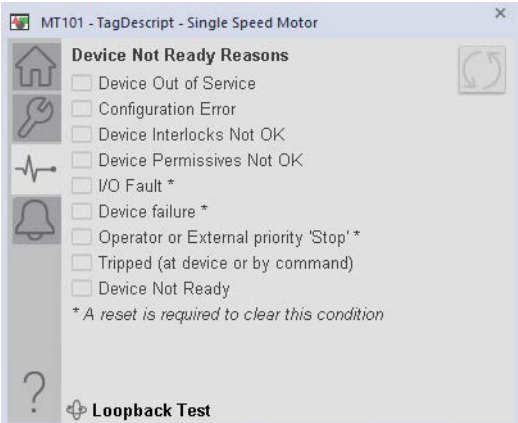 MT101 - TagDescript - Single Speed Motor
Device Not Ready Reasons
Device Out of Service
Configuration Error
Device Interlocks Not OK
Device Permissives Not OK
I/O Fault *
Device failure *
Operator or External priority 'Stop' *
Tripped (at device or by command)
Device Not Ready
* A reset is required to clear this condition
?
Loopback Test